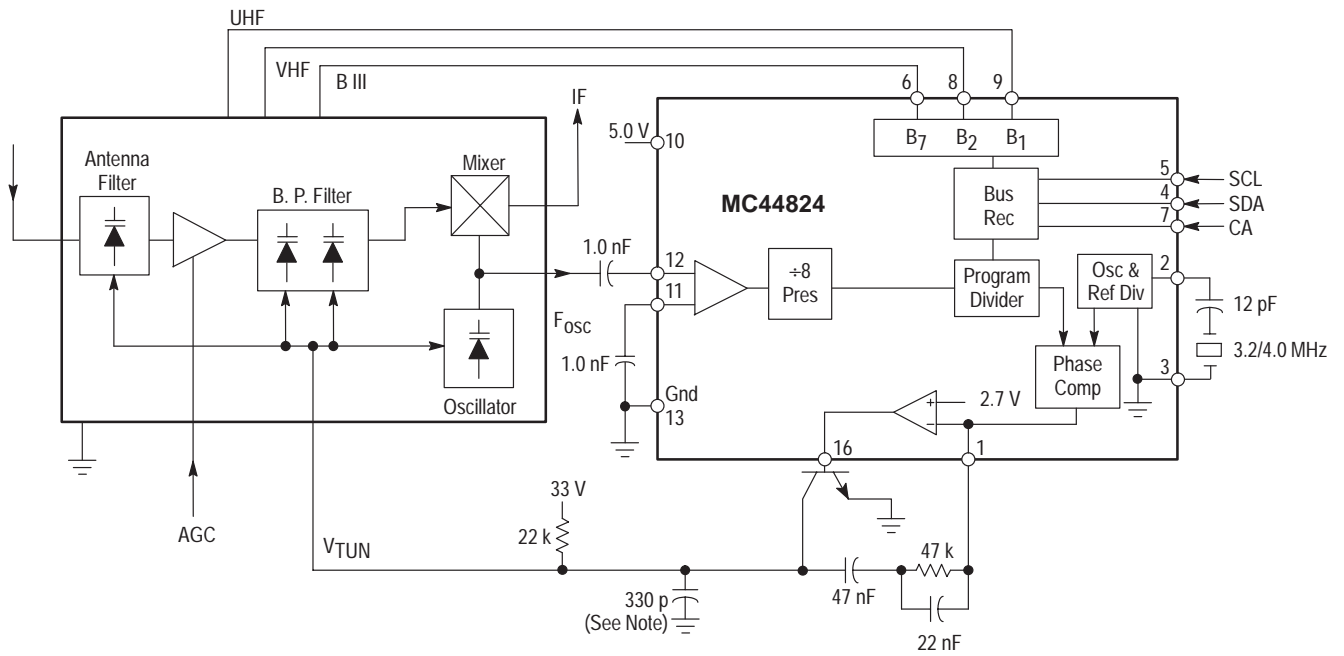 UHF
VHF
B III
6
8
9
IF
5.0 V
10
B7
B2
B1
Antenna
Filter
Mixer
5
SCL
B. P. Filter
MC44824
Bus
Rec
4
SDA
7
CA
1.0 nF
12
÷8
Pres
Program
Divider
Osc &
Ref Div
2
11
12 pF
Fosc
1.0 nF
3.2/4.0 MHz
Phase
Comp
3
Gnd
13
+
2.7 V
−
Oscillator
16
1
33 V
22 k
AGC
VTUN
47 k
330 p
(See Note)
47 nF
22 nF